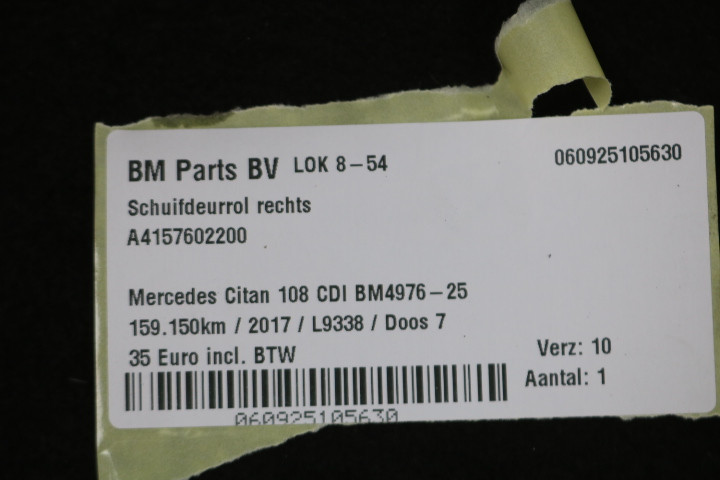 BM Parts BV LOK 8-54 060925105630
Schuifdeurrol rechts
A4157602200
Mercedes Citan 108 CDI BM4976-25
159.150km / 2017 / L9338 / Doos 7
35 Euro incl. BTW Verz: 10
Aantal: 1
060925105630